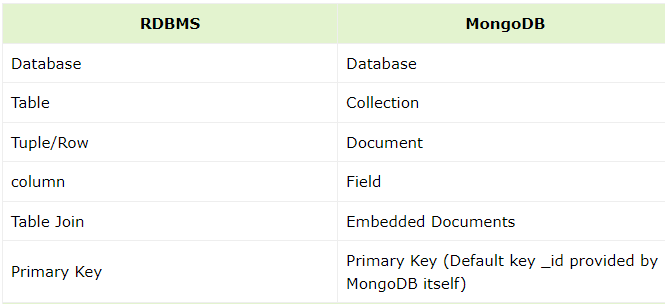 RDBMS MongoDB
Database Database
Table Collection
Tuple/Row Document
column Field
Table Join Embedded Documents
Primary Key Primary Key (Default key _id provided by
MongoDB itself)